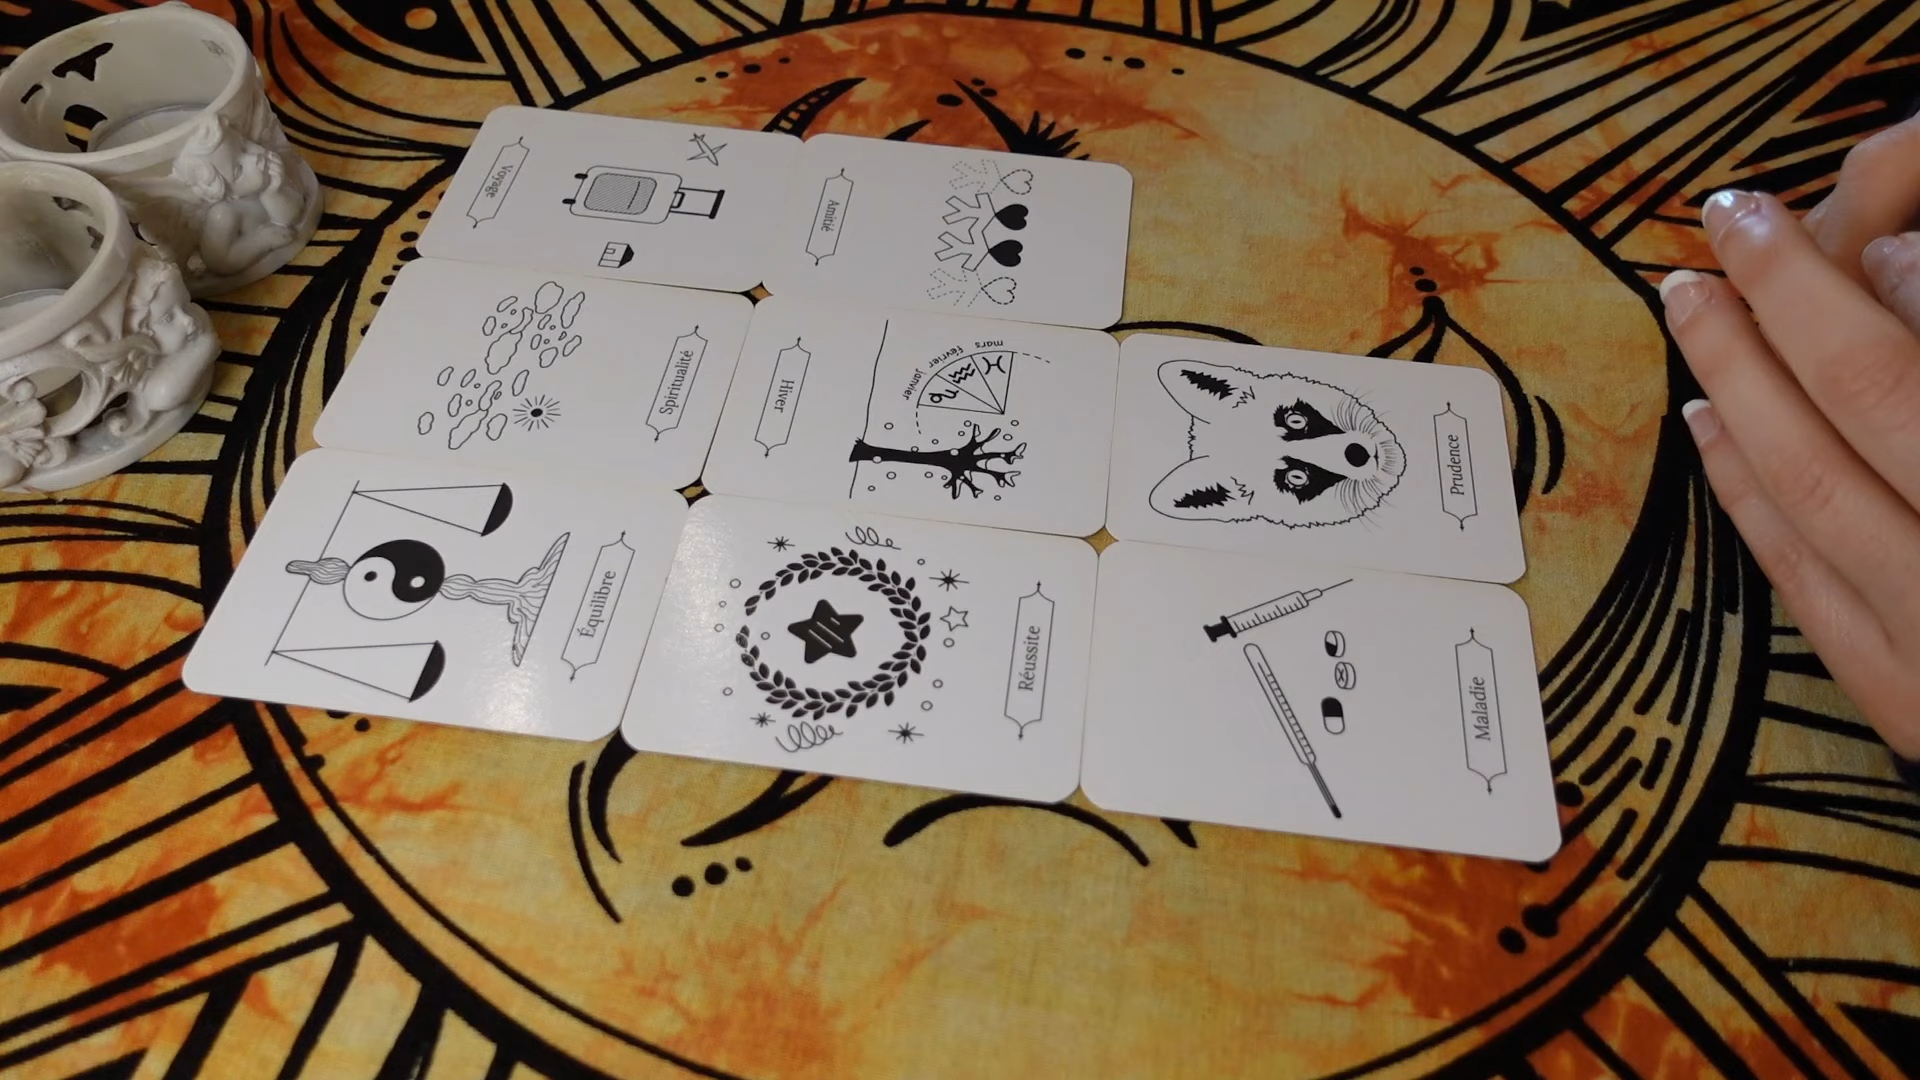 Voyage
Amitié
Spiritualité
Hiver
mars
février
janvier
Prudence
Équilibre
Réussite
Maladie